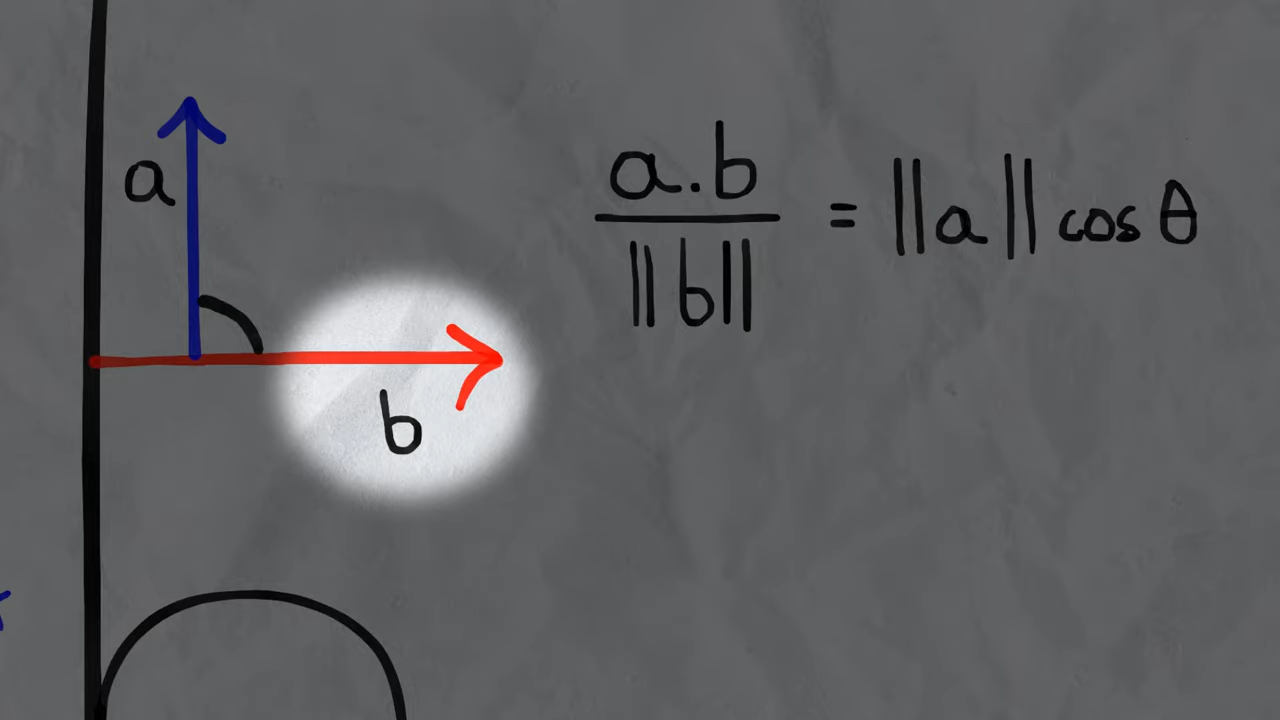 a
a.b
‖b‖
= ‖a‖ cos θ
b